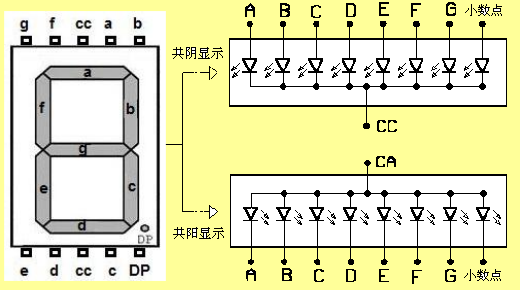 g f cc a b
a
f
b
g
e
c
d
DP
e d cc c DP
A B C D E F G 小数点
共阴显示
CC
CA
共阳显示
A B C D E F G 小数点